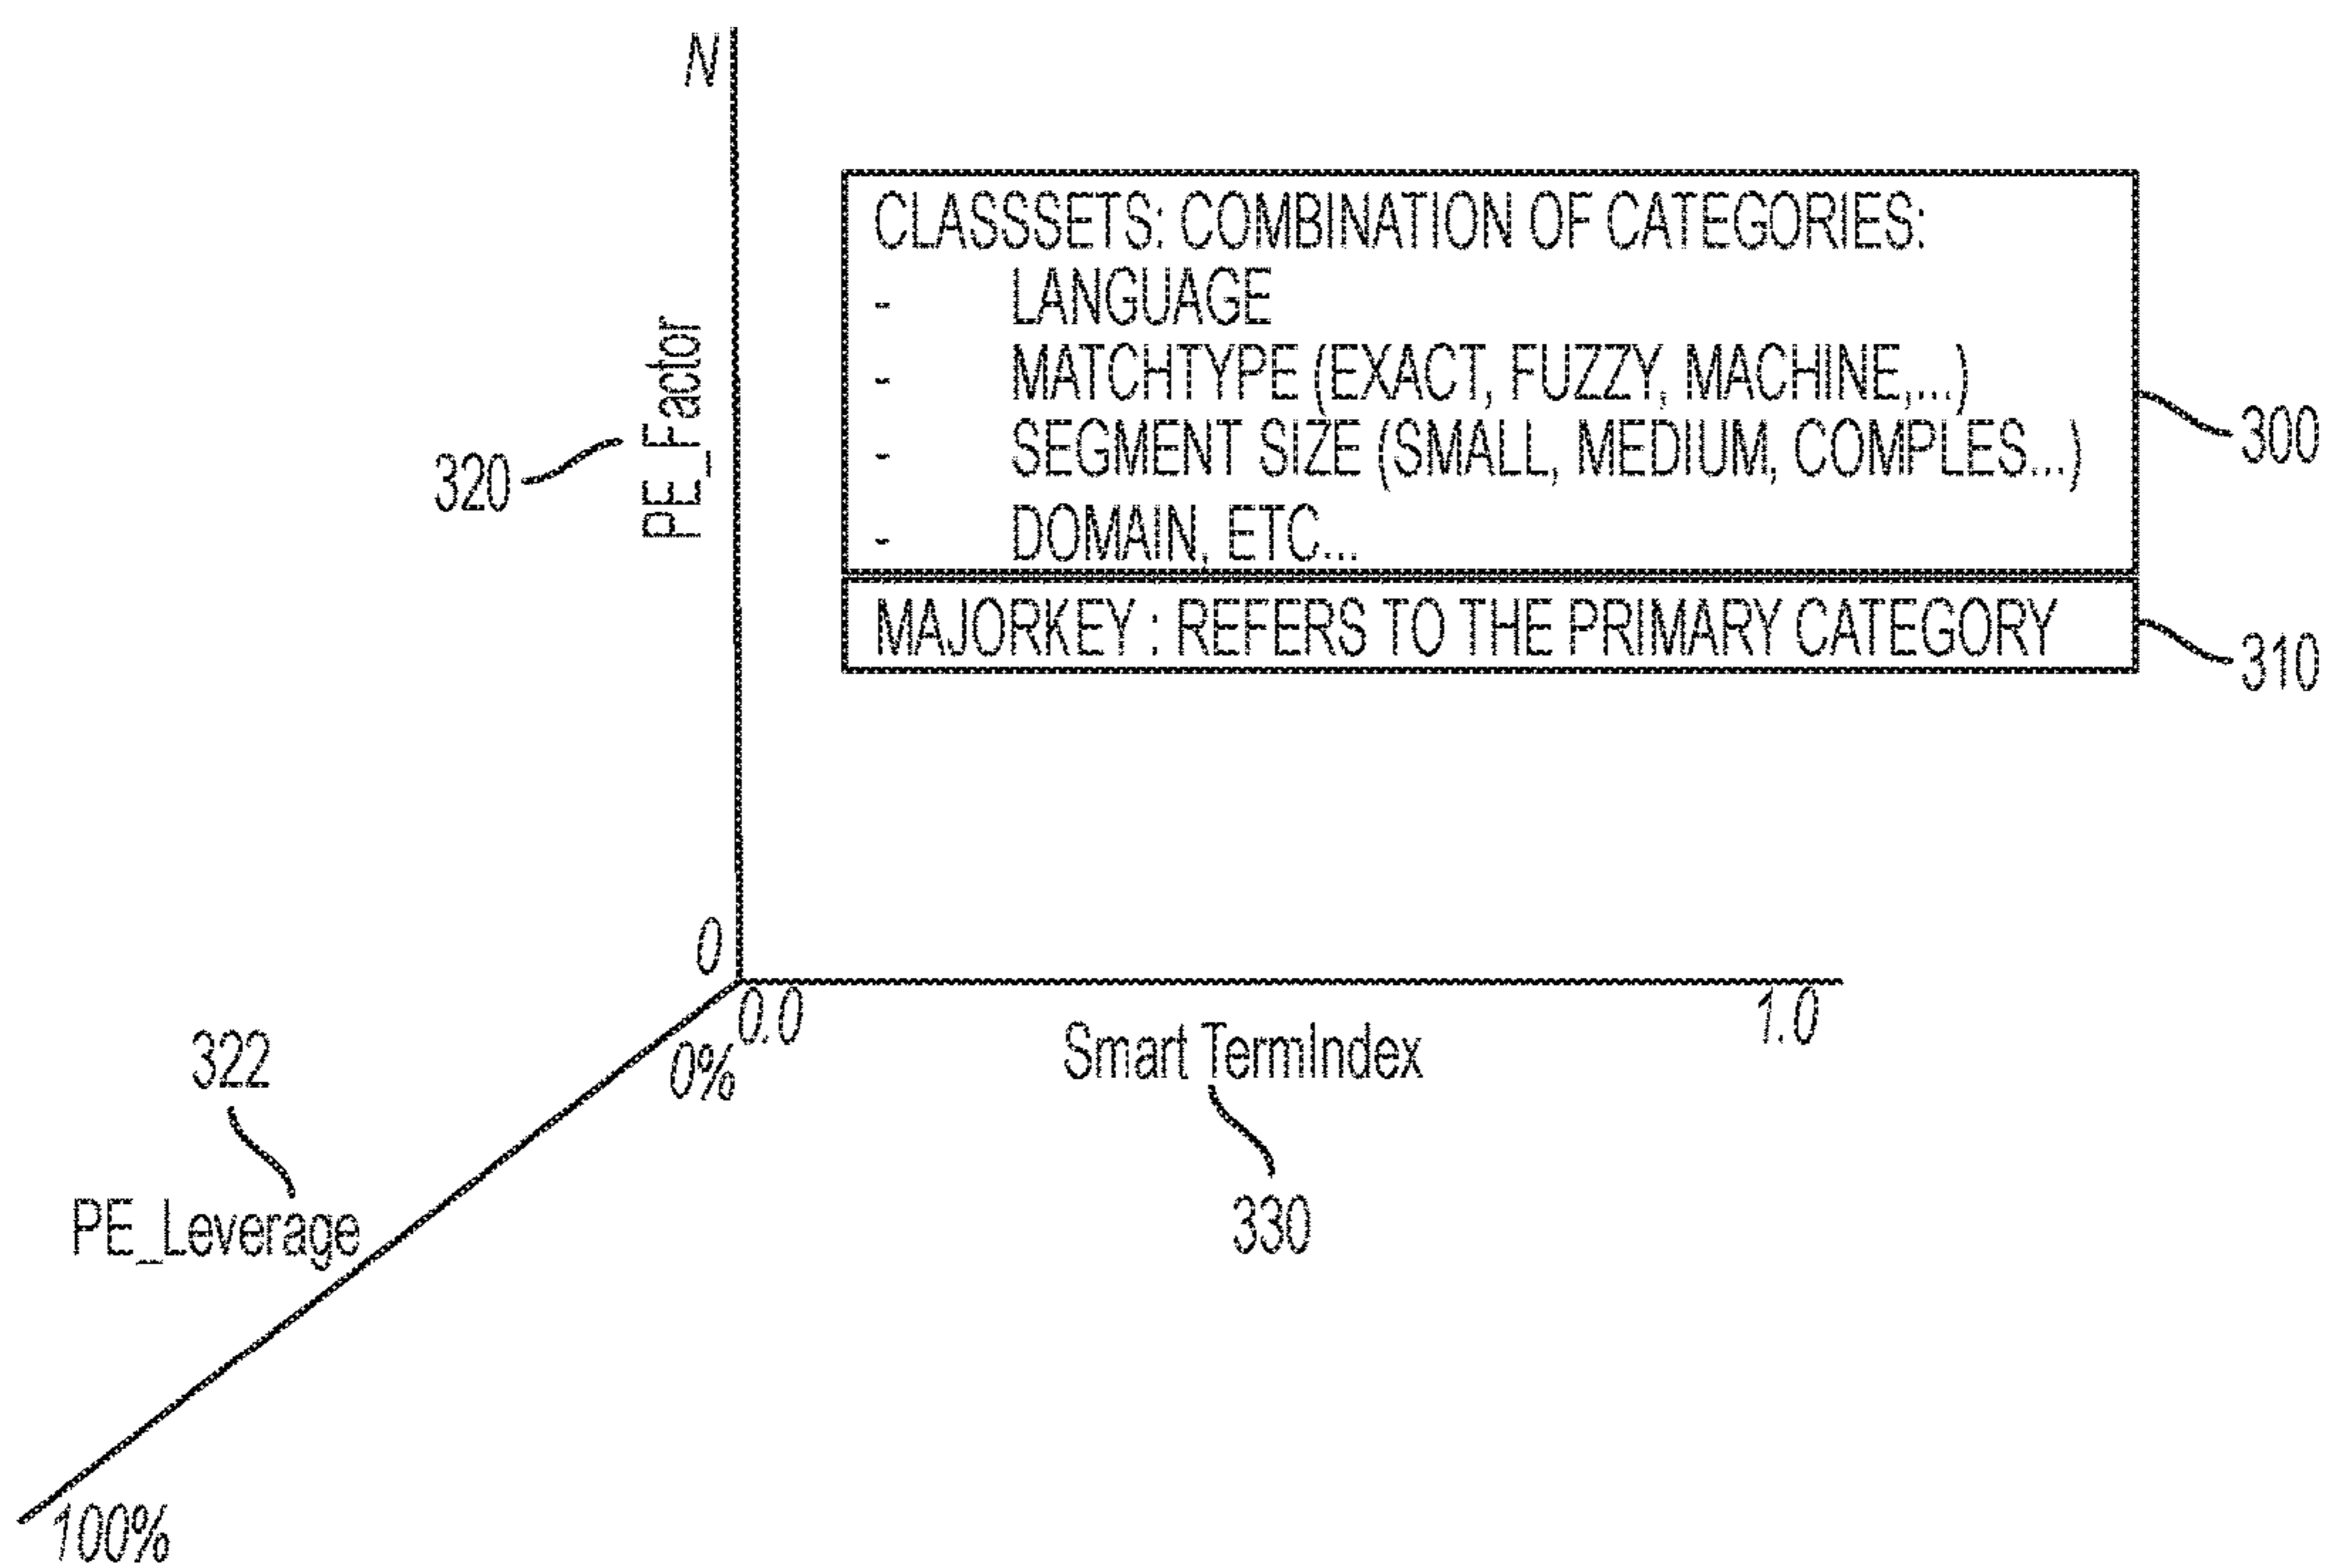 N
CLASSSETS: COMBINATION OF CATEGORIES:
- LANGUAGE
- MATCHTYPE (EXACT, FUZZY, MACHINE,...)
- SEGMENT SIZE (SMALL, MEDIUM, COMPLES...)
- DOMAIN, ETC...
300
MAJORKEY : REFERS TO THE PRIMARY CATEGORY
310
PE_Factor
320
0
0.0
1.0
0%
Smart TermIndex
330
322
PE_Leverage
100%